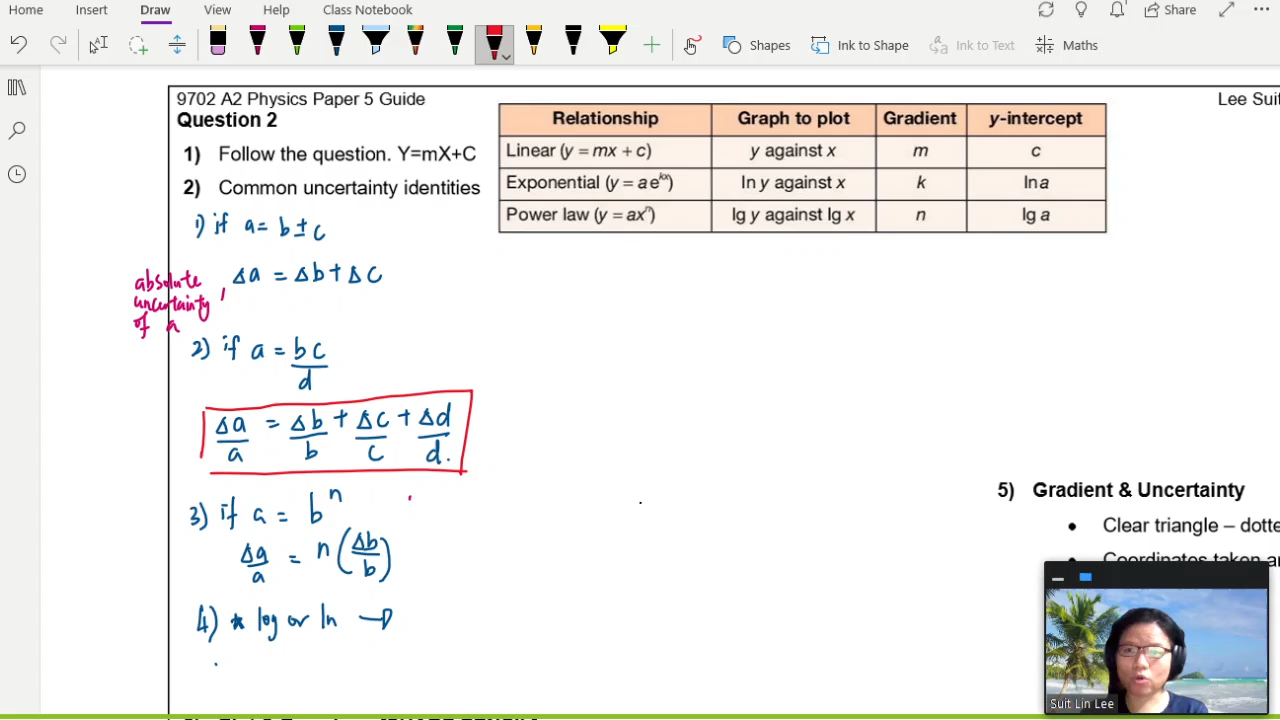 Home Insert Draw View Help Class Notebook Share
Shapes Ink to Shape Ink to Text Maths
9702 A2 Physics Paper 5 Guide Lee Suit
Question 2
1) Follow the question. Y=mX+C
2) Common uncertainty identities
Relationship Graph to plot Gradient y-intercept
Linear (y = mx + c) y against x m c
Exponential (y = a e^kx) ln y against x k ln a
Power law (y = ax^n) lg y against lg x n lg a
1) if a = b ± c
Δa = Δb + Δc
absolute
uncertainty
of a
2) if a = bc/d
Δa/a = Δb/b + Δc/c + Δd/d.
3) if a = b^n
Δa/a = n(Δb/b)
4) * log or ln →
5) Gradient & Uncertainty
• Clear triangle – dotte
• Coordinates taken a
Suit Lin Lee